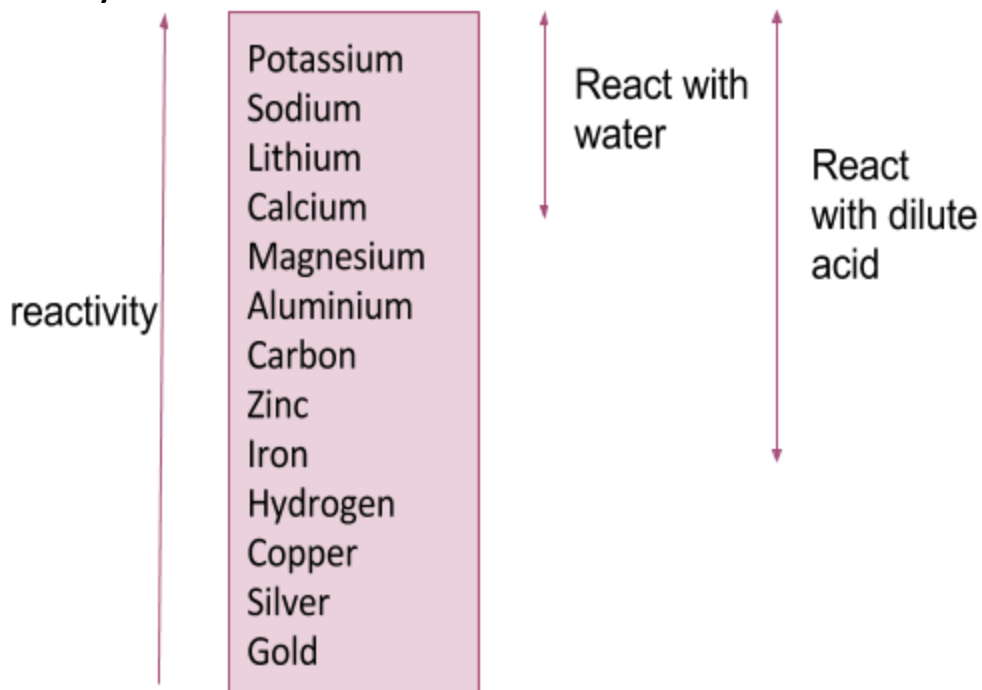 reactivity
Potassium
Sodium
Lithium
Calcium
Magnesium
Aluminium
Carbon
Zinc
Iron
Hydrogen
Copper
Silver
Gold
React with
water
React
with dilute
acid